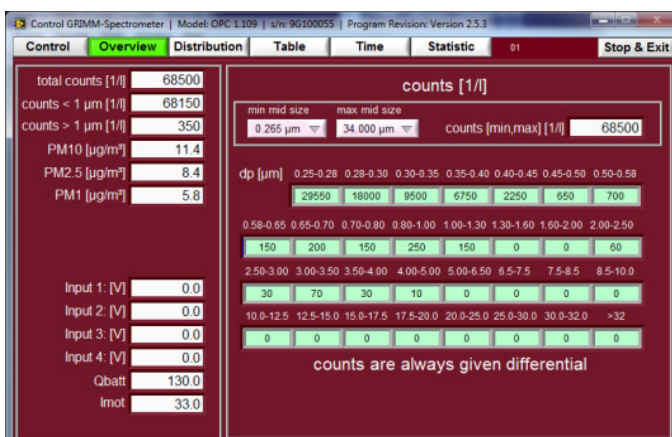 Control GRIMM-Spectrometer | Model: OPC 1.109 | s/n: 9G100055 | Program Revision: Version 2.5.3
Control Overview Distribution Table Time Statistic 01 Stop & Exit
total counts [1/l] 68500
counts < 1 µm [1/l] 68150
counts > 1 µm [1/l] 350
PM10 [µg/m³] 11.4
PM2.5 [µg/m³] 8.4
PM1 [µg/m³] 5.8
Input 1: [V] 0.0
Input 2: [V] 0.0
Input 3: [V] 0.0
Input 4: [V] 0.0
Qbatt 130.0
Imot 33.0
counts [1/l]
min mid size max mid size
0.265 µm 34.000 µm counts [min,max] [1/l] 68500
dp [µm] 0.25-0.28 0.28-0.30 0.30-0.35 0.35-0.40 0.40-0.45 0.45-0.50 0.50-0.58
29550 18000 9500 6750 2250 650 700
0.58-0.65 0.65-0.70 0.70-0.80 0.80-1.00 1.00-1.30 1.30-1.60 1.60-2.00 2.00-2.50
150 200 150 250 150 0 0 60
2.50-3.00 3.00-3.50 3.50-4.00 4.00-5.00 5.00-6.50 6.5-7.5 7.5-8.5 8.5-10.0
30 70 30 10 0 0 0 0
10.0-12.5 12.5-15.0 15.0-17.5 17.5-20.0 20.0-25.0 25.0-30.0 30.0-32.0 >32
0 0 0 0 0 0 0 0
counts are always given differential